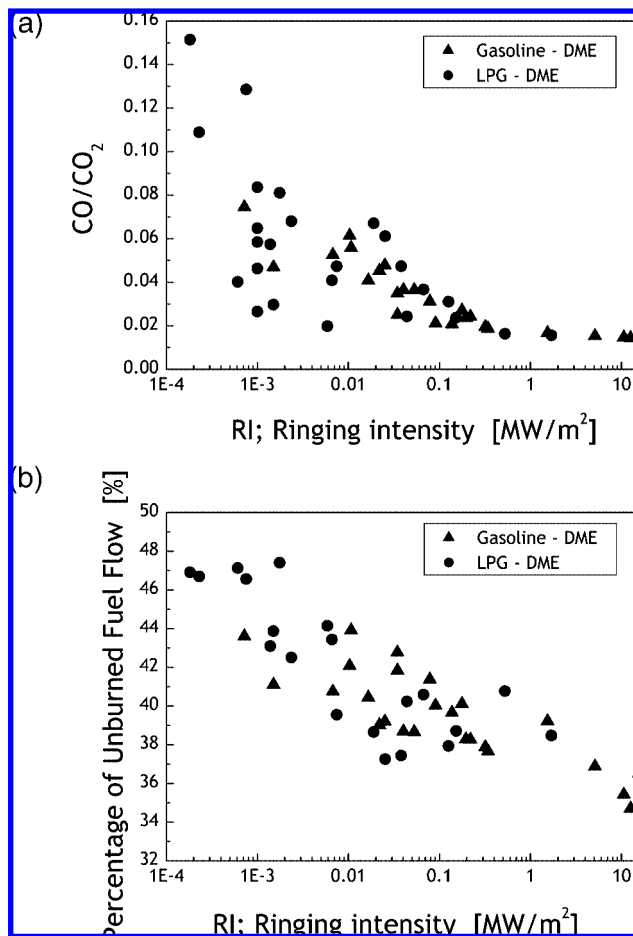 (a)
0.16
Gasoline - DME
0.14
LPG - DME
0.12
0.10
CO/CO2
0.08
0.06
0.04
0.02
0.00
1E-4 1E-3 0.01 0.1 1 10
RI; Ringing intensity [MW/m²]
(b)
50
Gasoline - DME
48
LPG - DME
46
44
42
Percentage of Unburned Fuel Flow [%]
40
38
36
34
32
1E-4 1E-3 0.01 0.1 1 10
RI; Ringing intensity [MW/m²]